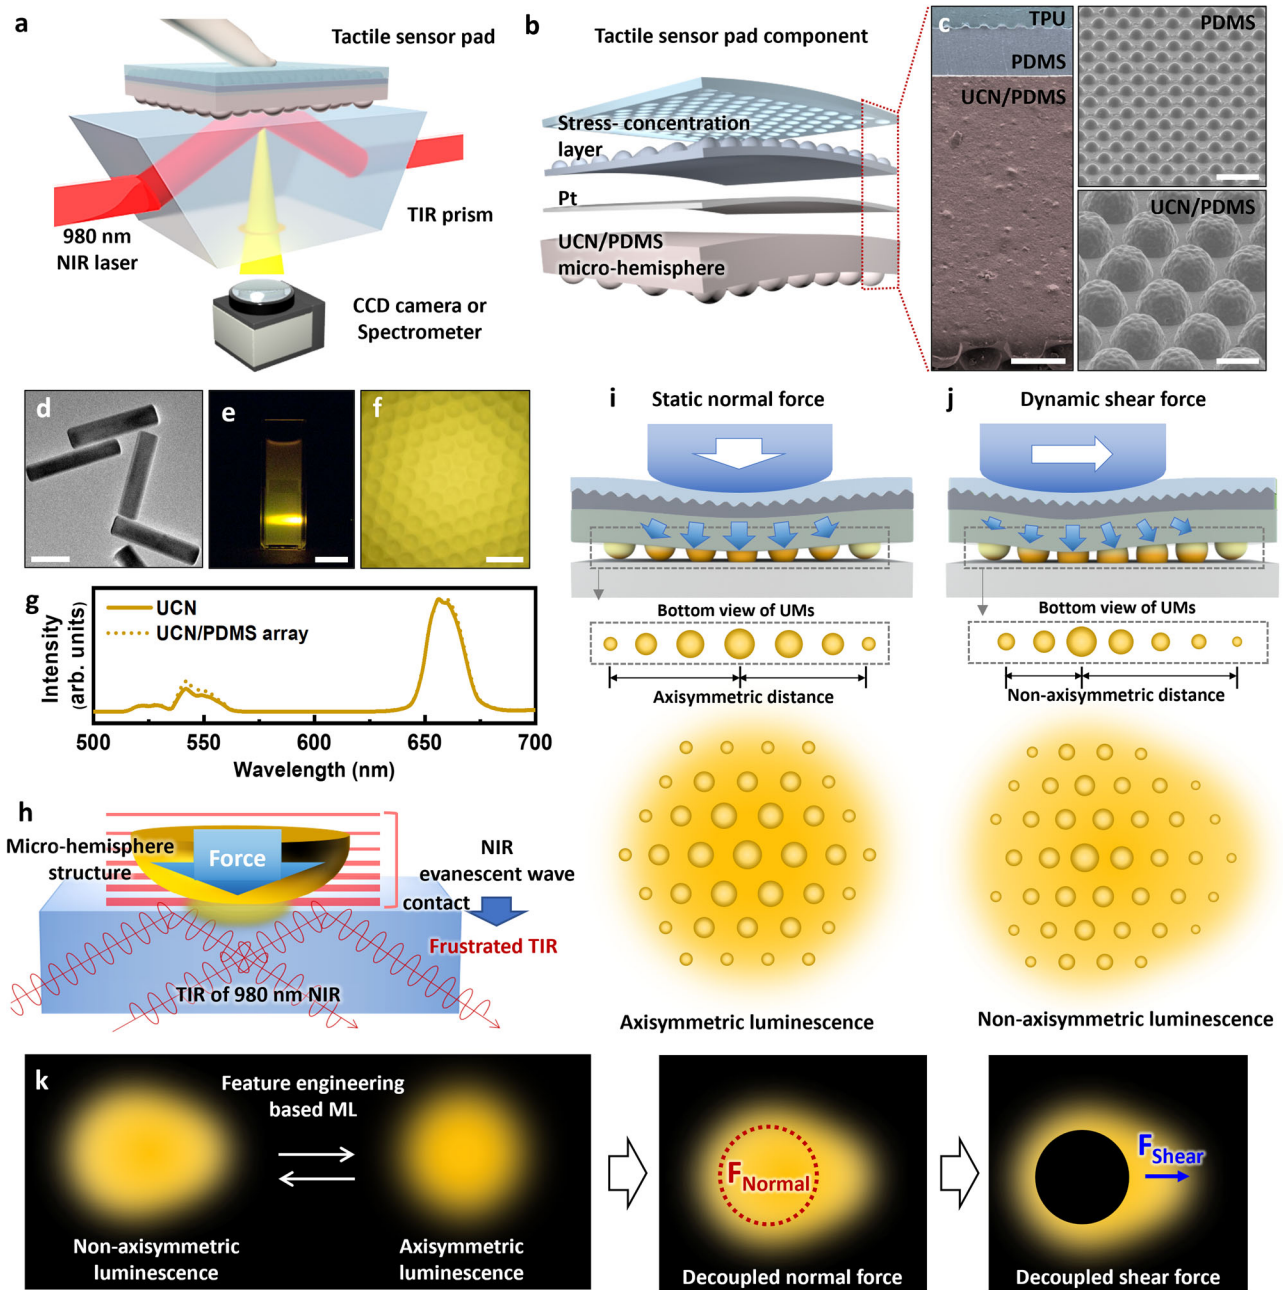 a
Tactile sensor pad
980 nm
NIR laser
TIR prism
CCD camera or
Spectrometer
b
Tactile sensor pad component
Stress- concentration
layer
Pt
UCN/PDMS
micro-hemisphere
c
TPU
PDMS
UCN/PDMS
PDMS
UCN/PDMS
d
e
f
g
UCN
UCN/PDMS array
Intensity
(arb. units)
500
550
600
650
700
Wavelength (nm)
h
Micro-hemisphere
structure
Force
NIR
evanescent wave
contact
Frustrated TIR
TIR of 980 nm NIR
i
Static normal force
Bottom view of UMs
Axisymmetric distance
Axisymmetric luminescence
j
Dynamic shear force
Bottom view of UMs
Non-axisymmetric distance
Non-axisymmetric luminescence
k
Feature engineering
based ML
Non-axisymmetric
luminescence
Axisymmetric
luminescence
FNormal
Decoupled normal force
FShear
Decoupled shear force